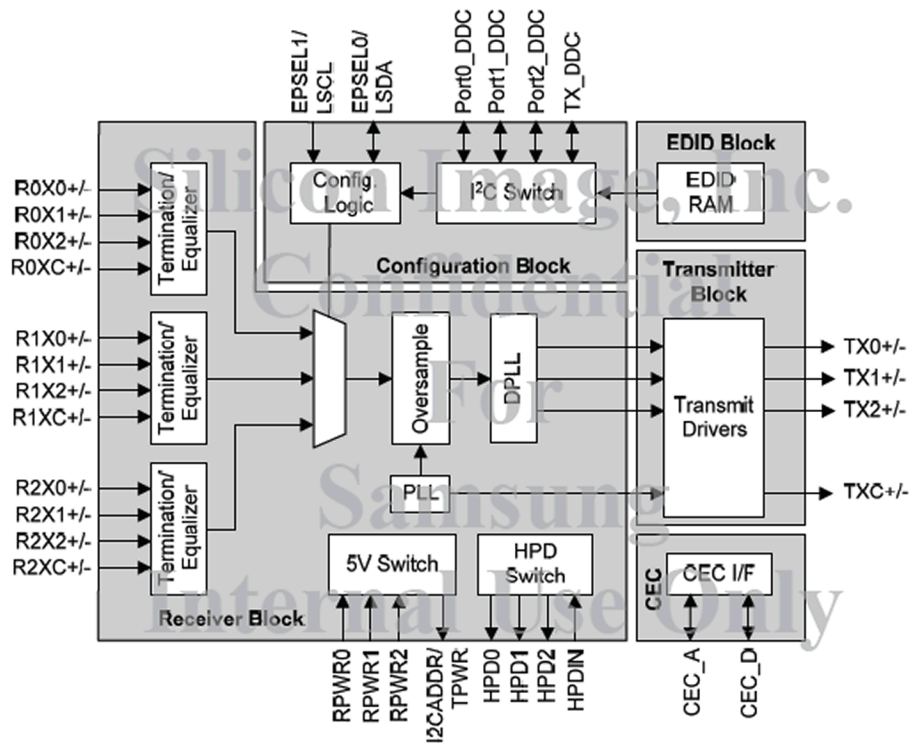 EPSEL1/
LSCL
EPSEL0/
LSDA
Port0_DDC
Port1_DDC
Port2_DDC
TX_DDC
EDID Block
EDID
RAM
Config.
Logic
I²C Switch
Configuration Block
R0X0+/-
R0X1+/-
R0X2+/-
R0XC+/-
Termination/
Equalizer
R1X0+/-
R1X1+/-
R1X2+/-
R1XC+/-
Termination/
Equalizer
R2X0+/-
R2X1+/-
R2X2+/-
R2XC+/-
Termination/
Equalizer
Oversample
DPLL
PLL
Transmitter
Block
Transmit
Drivers
TX0+/-
TX1+/-
TX2+/-
TXC+/-
5V Switch
HPD
Switch
Receiver Block
CEC
CEC I/F
RPWR0
RPWR1
RPWR2
I2CADDR/
TPWR
HPD0
HPD1
HPD2
HPDIN
CEC_A
CEC_D
Silicon Image, Inc.
Confidential
For
Samsung
Internal Use Only